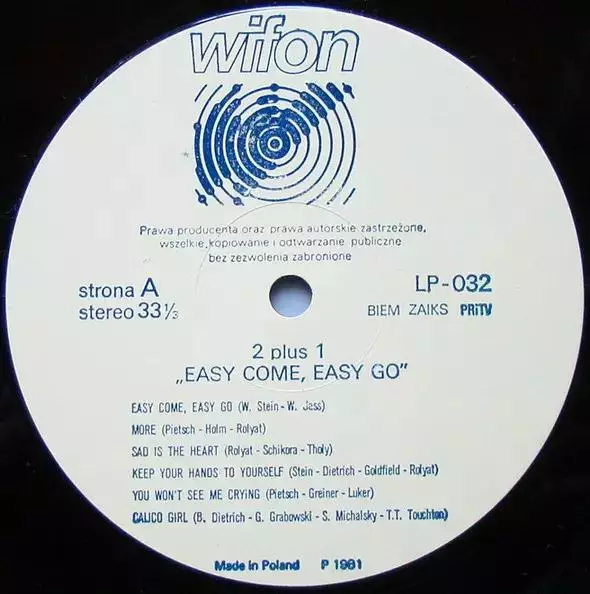 wifon
Prawa producenta oraz prawa autorskie zastrzeżone,
wszelkie kopiowanie i odtwarzanie publiczne
bez zezwolenia zabronione
strona A
stereo 33⅓
LP-032
BIEM ZAIKS PRiTV
2 plus 1
„EASY COME, EASY GO”
EASY COME, EASY GO (W. Stein - W. Jass)
MORE (Pietsch - Holm - Rolyat)
SAD IS THE HEART (Rolyat - Schikora - Tholy)
KEEP YOUR HANDS TO YOURSELF (Stein - Dietrich - Goldfield - Rolyat)
YOU WON'T SEE ME CRYING (Pietsch - Greiner - Luker)
CALICO GIRL (B. Dietrich - G. Grabowski - S. Michalsky - T.T. Touchton)
Made in Poland P 1981